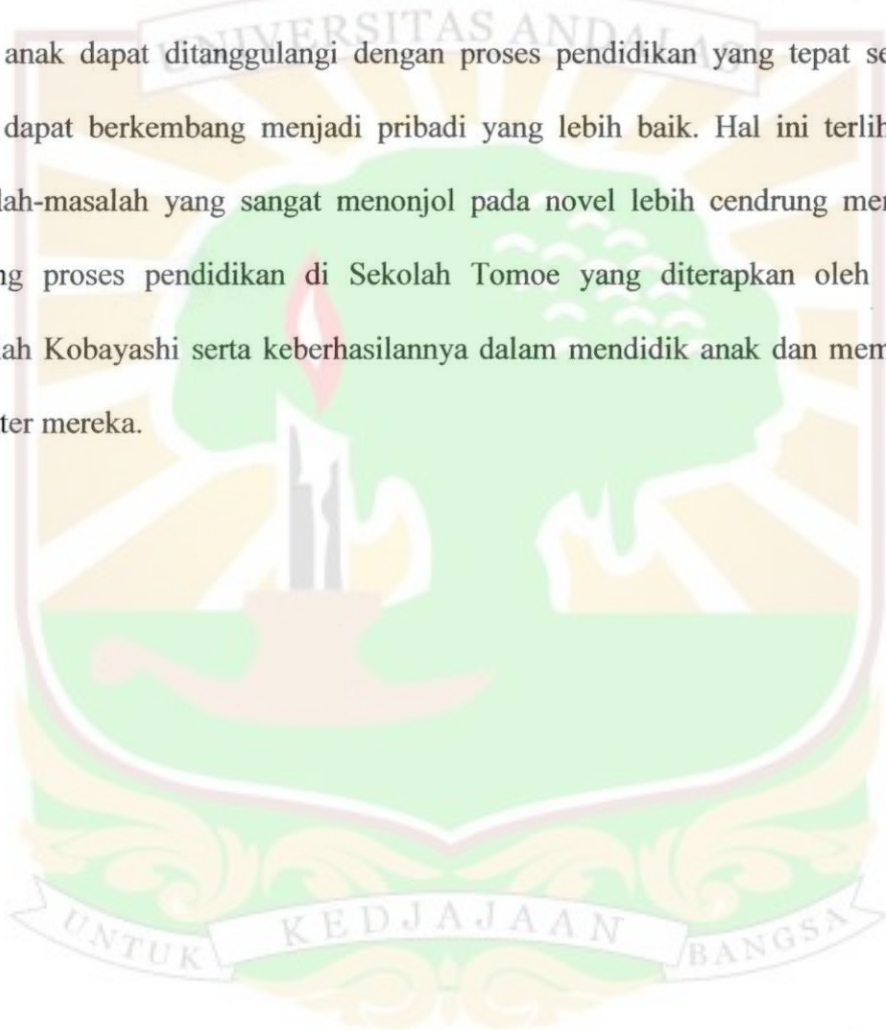 UNIVERSITAS ANDALAS
anak dapat ditanggulangi dengan proses pendidikan yang tepat se
dapat berkembang menjadi pribadi yang lebih baik. Hal ini terlih
lah-masalah yang sangat menonjol pada novel lebih cendrung mer
ng proses pendidikan di Sekolah Tomoe yang diterapkan oleh
lah Kobayashi serta keberhasilannya dalam mendidik anak dan mem
ter mereka.
UNTUK KEDJAJAAN BANGSA